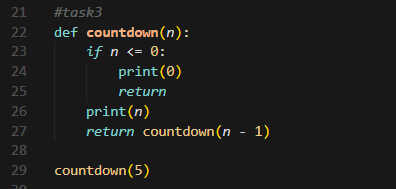 21 #task3
22 def countdown(n):
23     if n <= 0:
24         print(0)
25         return
26     print(n)
27     return countdown(n - 1)
28
29 countdown(5)